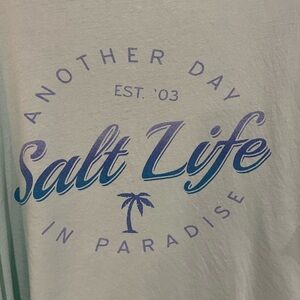 ANOTHER DAY
EST. '03
Salt Life
IN PARADISE